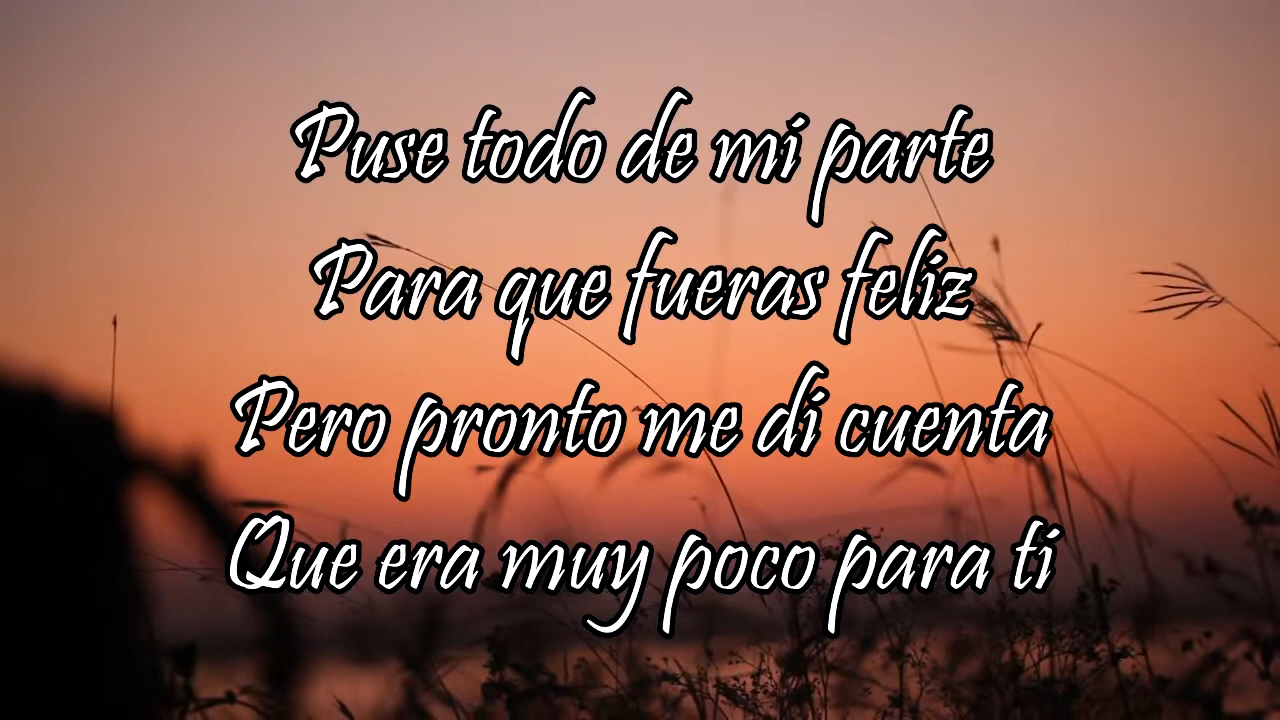 Puse todo de mi parte
Para que fueras feliz
Pero pronto me di cuenta
Que era muy poco para ti